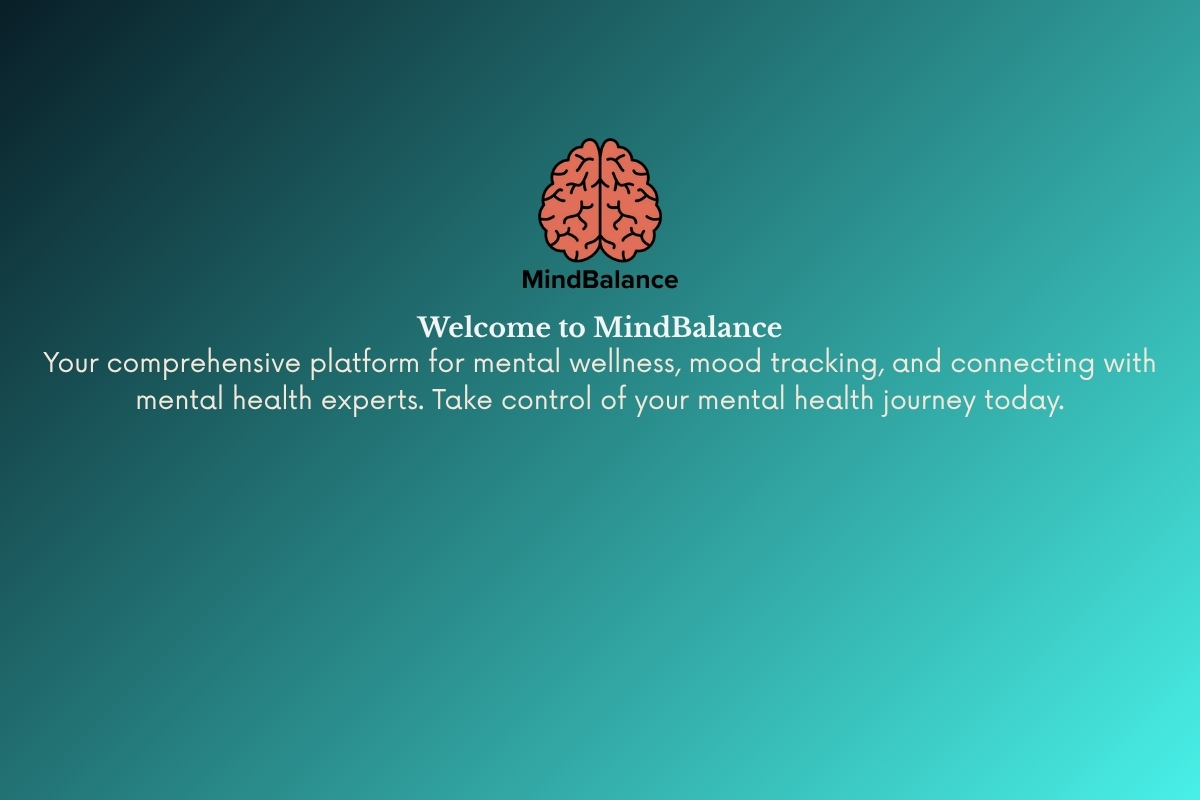 MindBalance
Welcome to MindBalance
Your comprehensive platform for mental wellness, mood tracking, and connecting with
mental health experts. Take control of your mental health journey today.